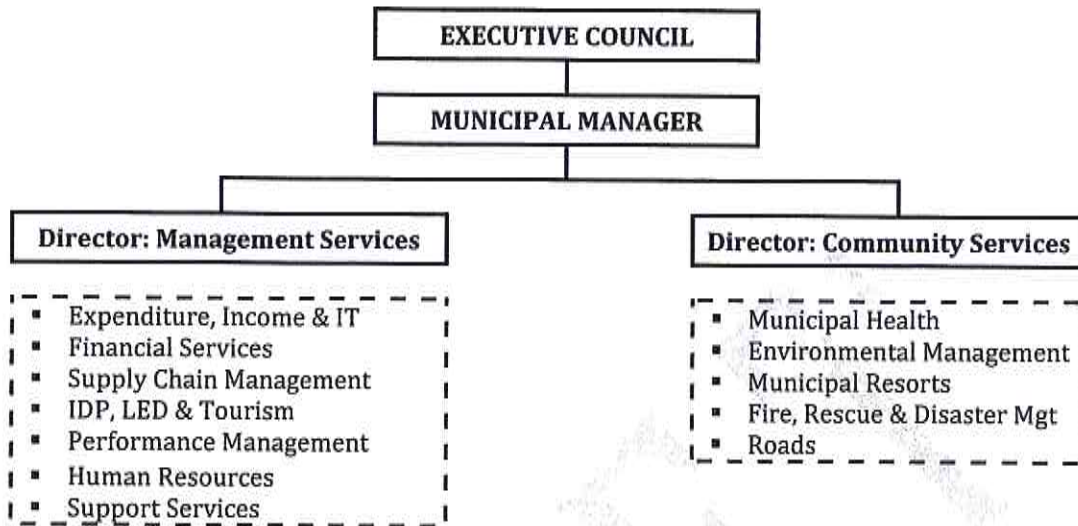 EXECUTIVE COUNCIL
MUNICIPAL MANAGER
Director: Management Services
▪ Expenditure, Income & IT
▪ Financial Services
▪ Supply Chain Management
▪ IDP, LED & Tourism
▪ Performance Management
▪ Human Resources
▪ Support Services
Director: Community Services
▪ Municipal Health
▪ Environmental Management
▪ Municipal Resorts
▪ Fire, Rescue & Disaster Mgt
▪ Roads